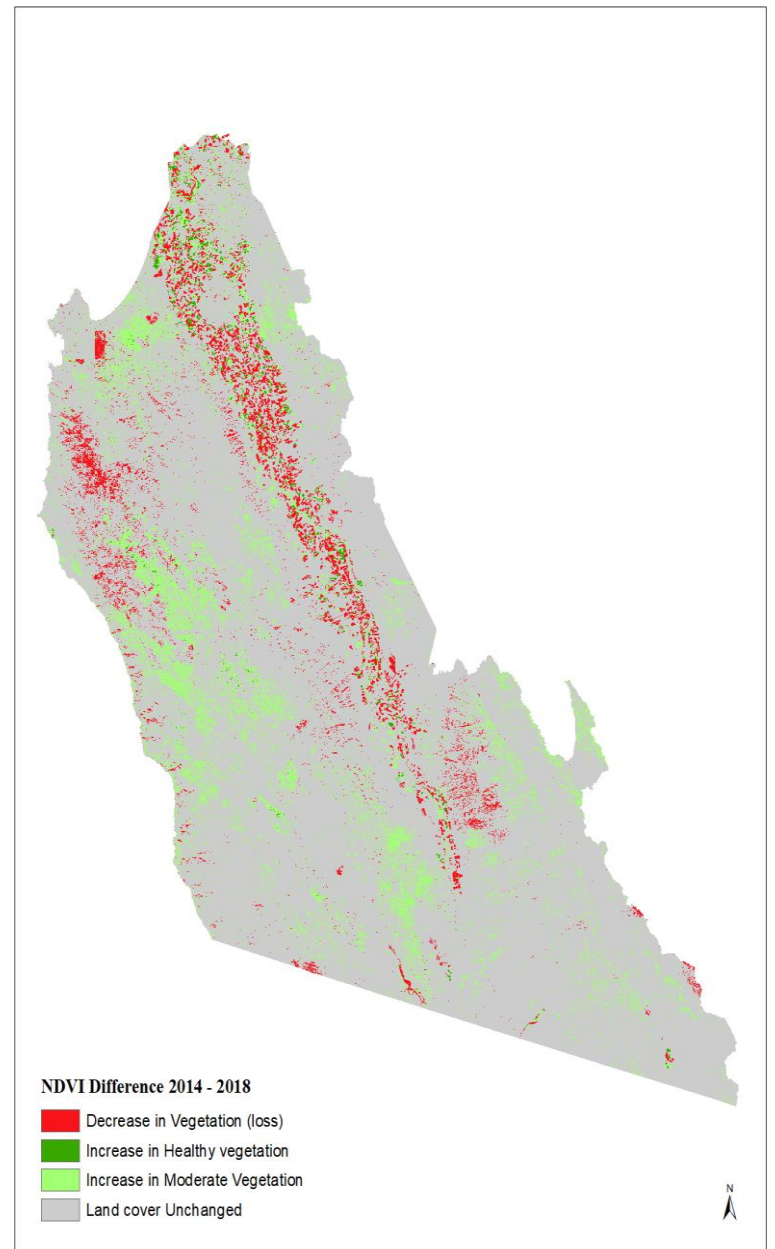 NDVI Difference 2014 - 2018
Decrease in Vegetation (loss)
Increase in Healthy vegetation
Increase in Moderate Vegetation
Land cover Unchanged
N